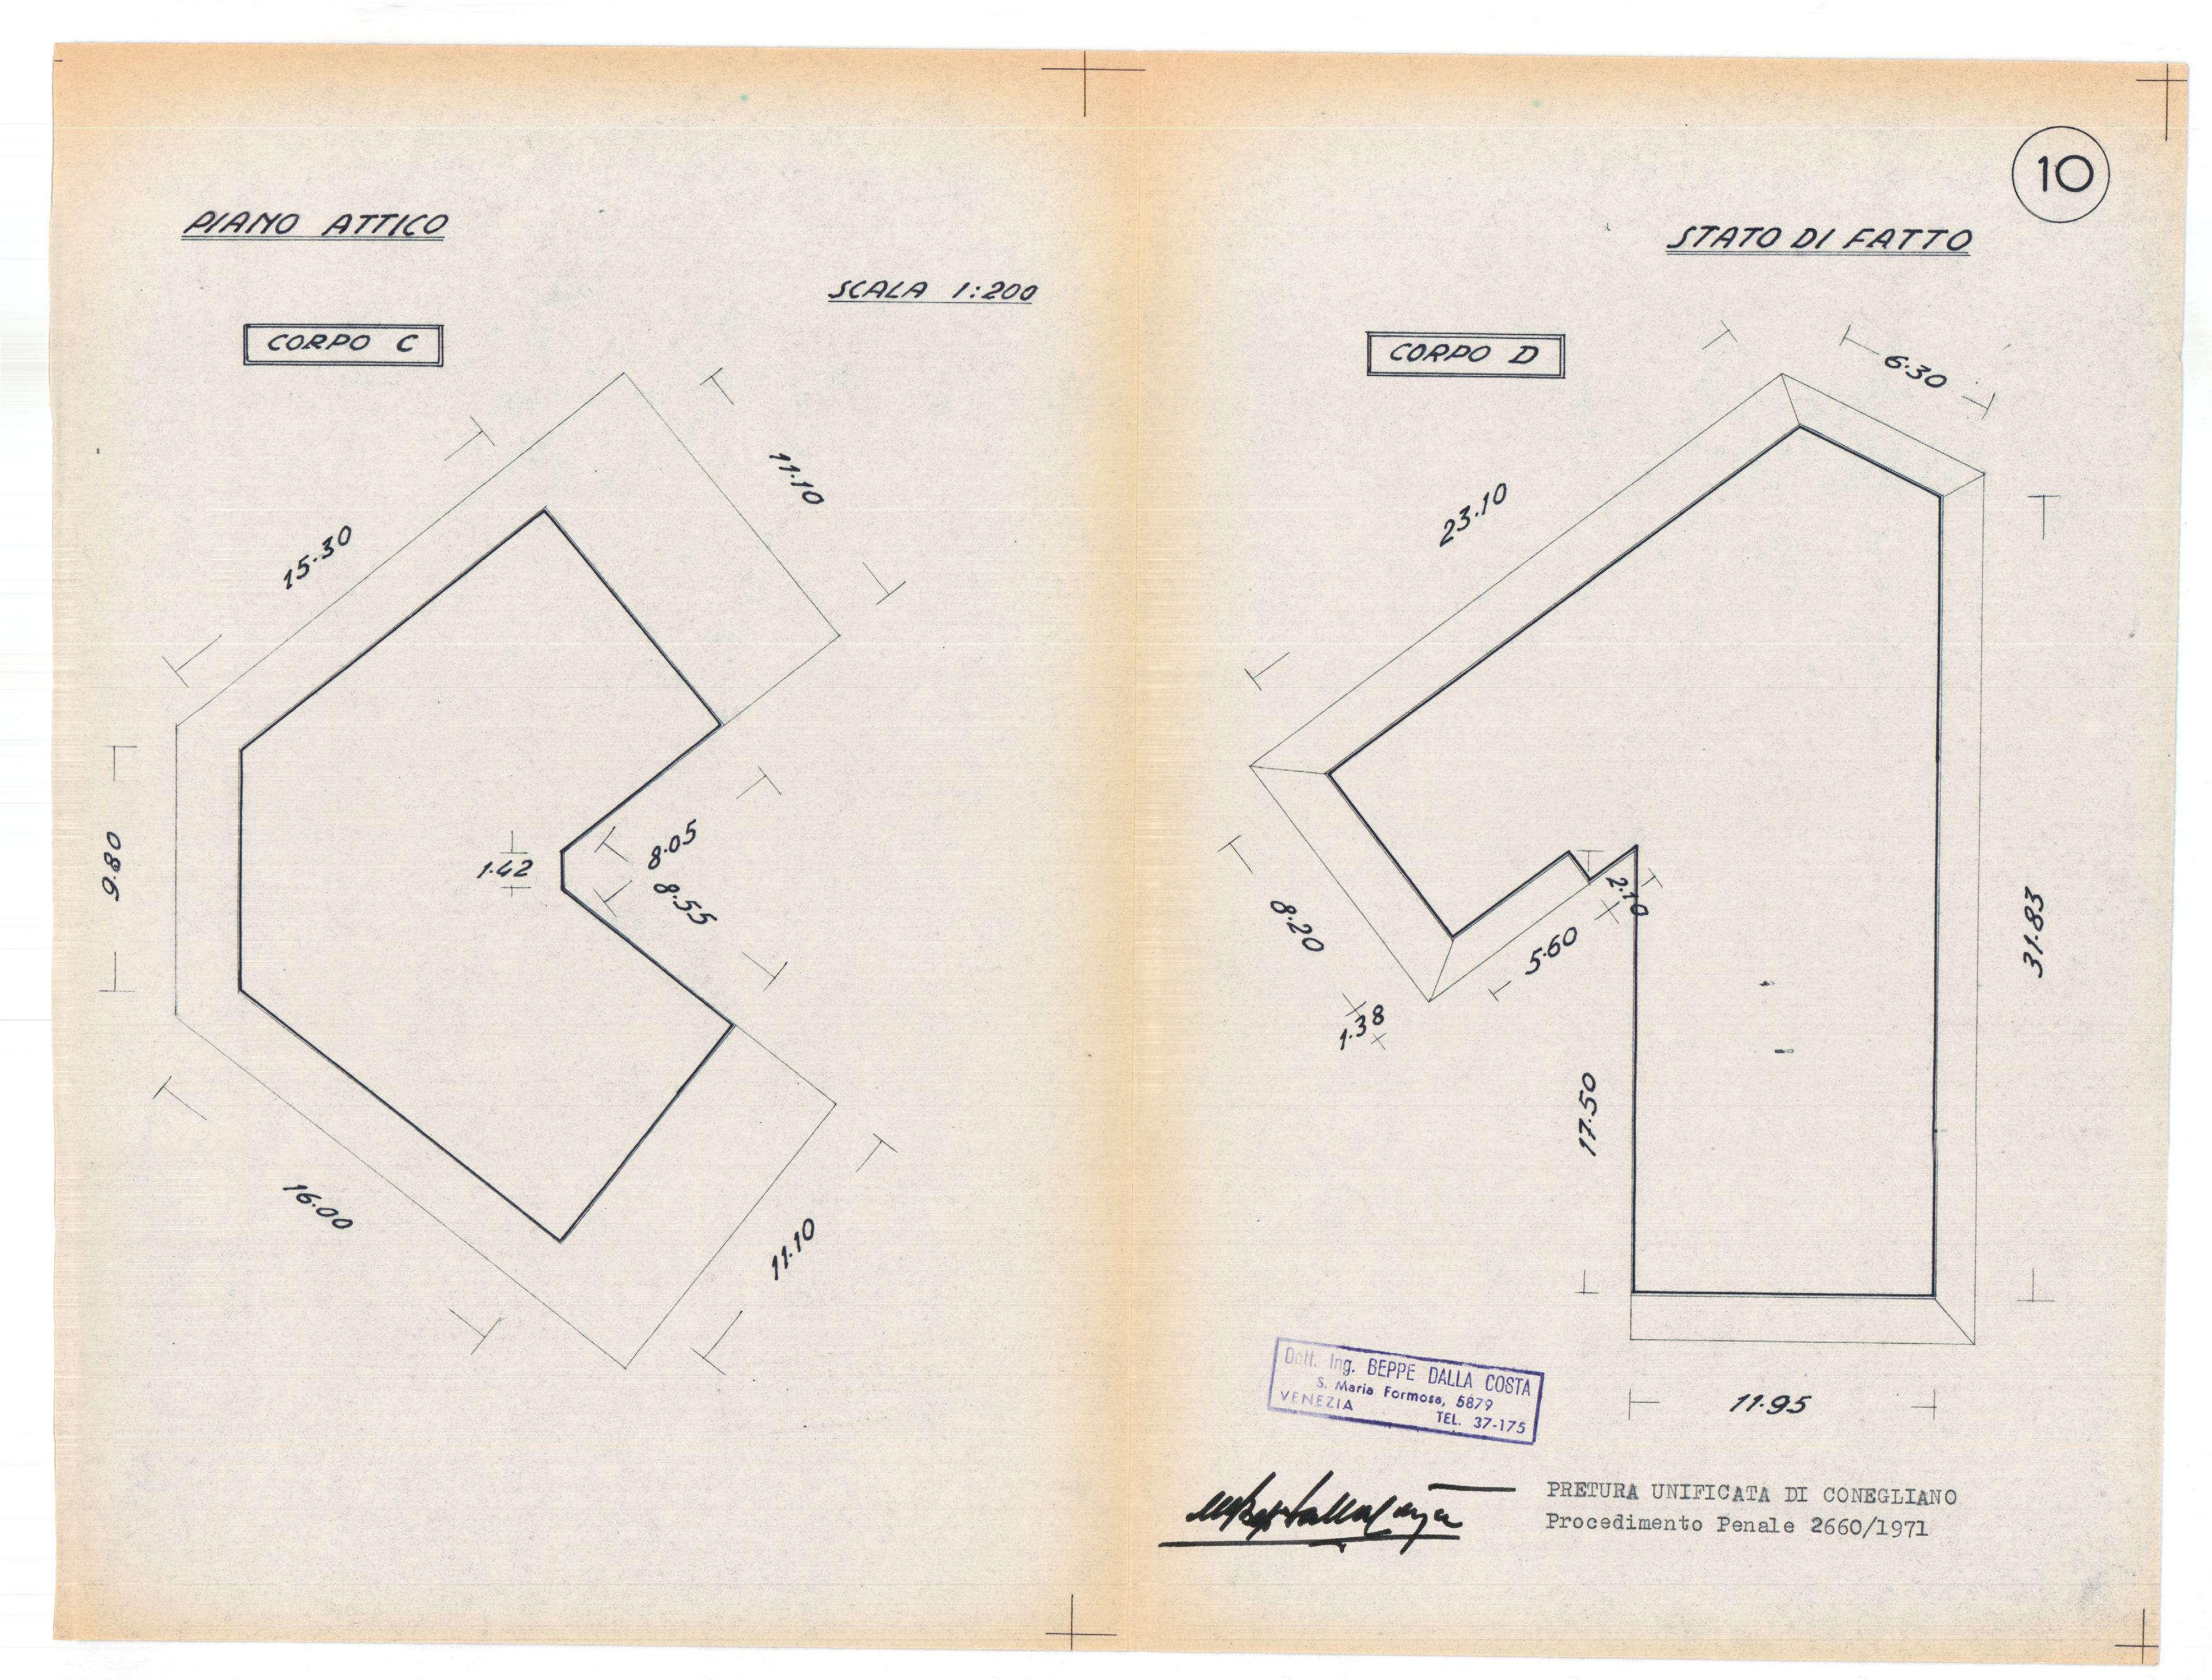 10
PIANO ATTICO
STATO DI FATTO
SCALA 1:200
CORPO C
CORPO D
15.30
11.10
9.80
1.42
8.05
8.55
16.00
11.10
6.30
23.10
8.20
1.38
5.60
2.10
17.50
31.83
11.95
Dott. Ing. BEPPE DALLA COSTA
S. Maria Formosa, 5879
VENEZIA TEL. 37-175
PRETURA UNIFICATA DI CONEGLIANO
Procedimento Penale 2660/1971